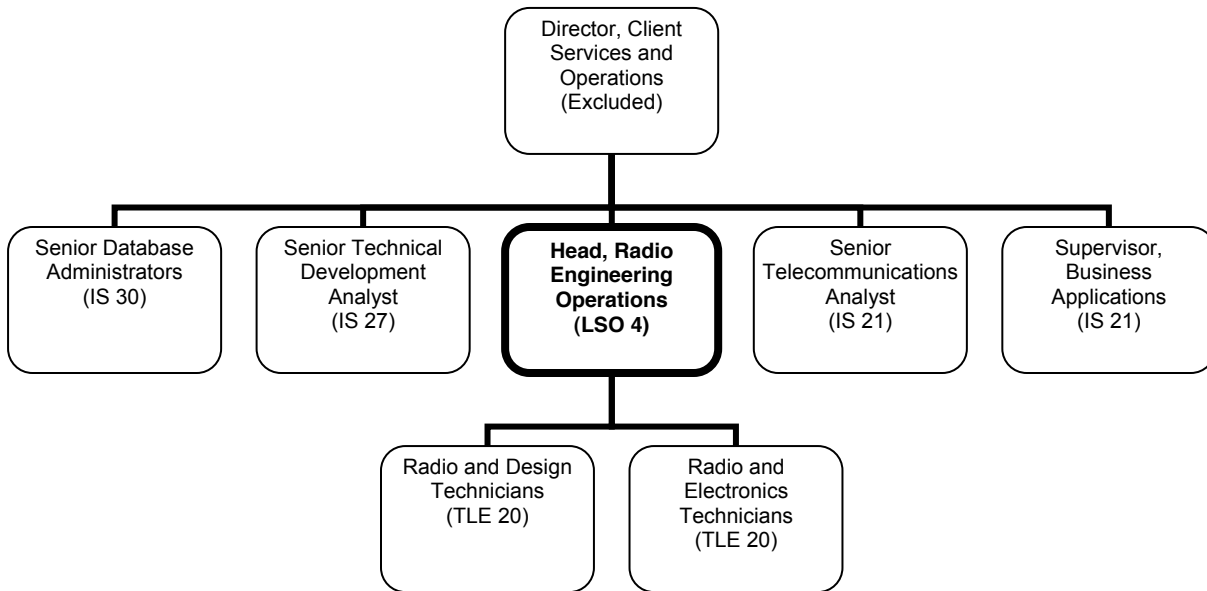 Director, Client
Services and
Operations
(Excluded)
Senior Database
Administrators
(IS 30)
Senior Technical
Development
Analyst
(IS 27)
Head, Radio
Engineering
Operations
(LSO 4)
Senior
Telecommunications
Analyst
(IS 21)
Supervisor,
Business
Applications
(IS 21)
Radio and Design
Technicians
(TLE 20)
Radio and
Electronics
Technicians
(TLE 20)